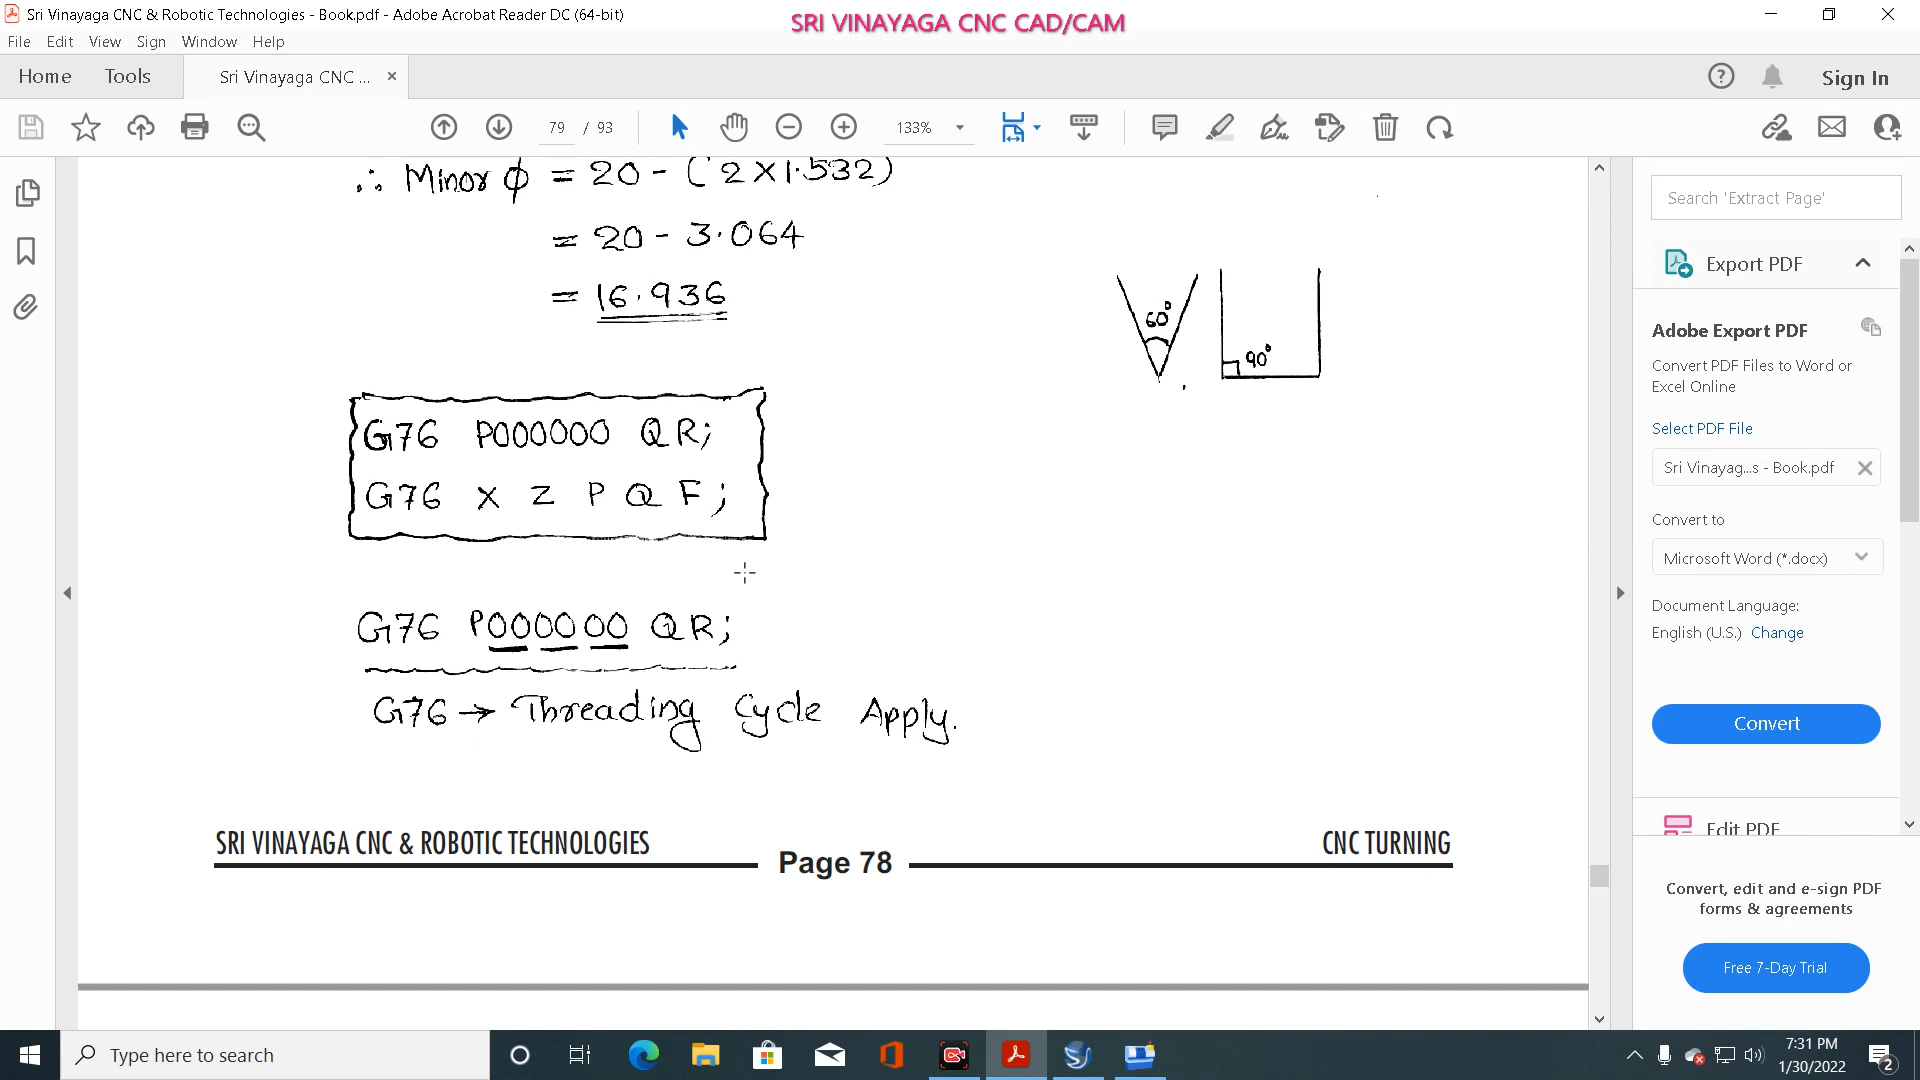 Sri Vinayaga CNC & Robotic Technologies - Book.pdf - Adobe Acrobat Reader DC (64-bit)
SRI VINAYAGA CNC CAD/CAM
File Edit View Sign Window Help
Home Tools Sri Vinayaga CNC ... Sign In
79 / 93 133%
∴ Minor ϕ = 20 - (2 X 1.532)
= 20 - 3.064
= 16.936
60° 90°
G76 P000000 QR;
G76 X Z P Q F;
G76 P000000 QR;
G76 → Threading Cycle Apply.
SRI VINAYAGA CNC & ROBOTIC TECHNOLOGIES Page 78 CNC TURNING
Search 'Extract Page'
Export PDF
Adobe Export PDF
Convert PDF Files to Word or
Excel Online
Select PDF File
Sri Vinayag...s - Book.pdf
Convert to
Microsoft Word (*.docx)
Document Language:
English (U.S.) Change
Convert
Edit PDF
Convert, edit and e-sign PDF
forms & agreements
Free 7-Day Trial
Type here to search
7:31 PM
1/30/2022
2